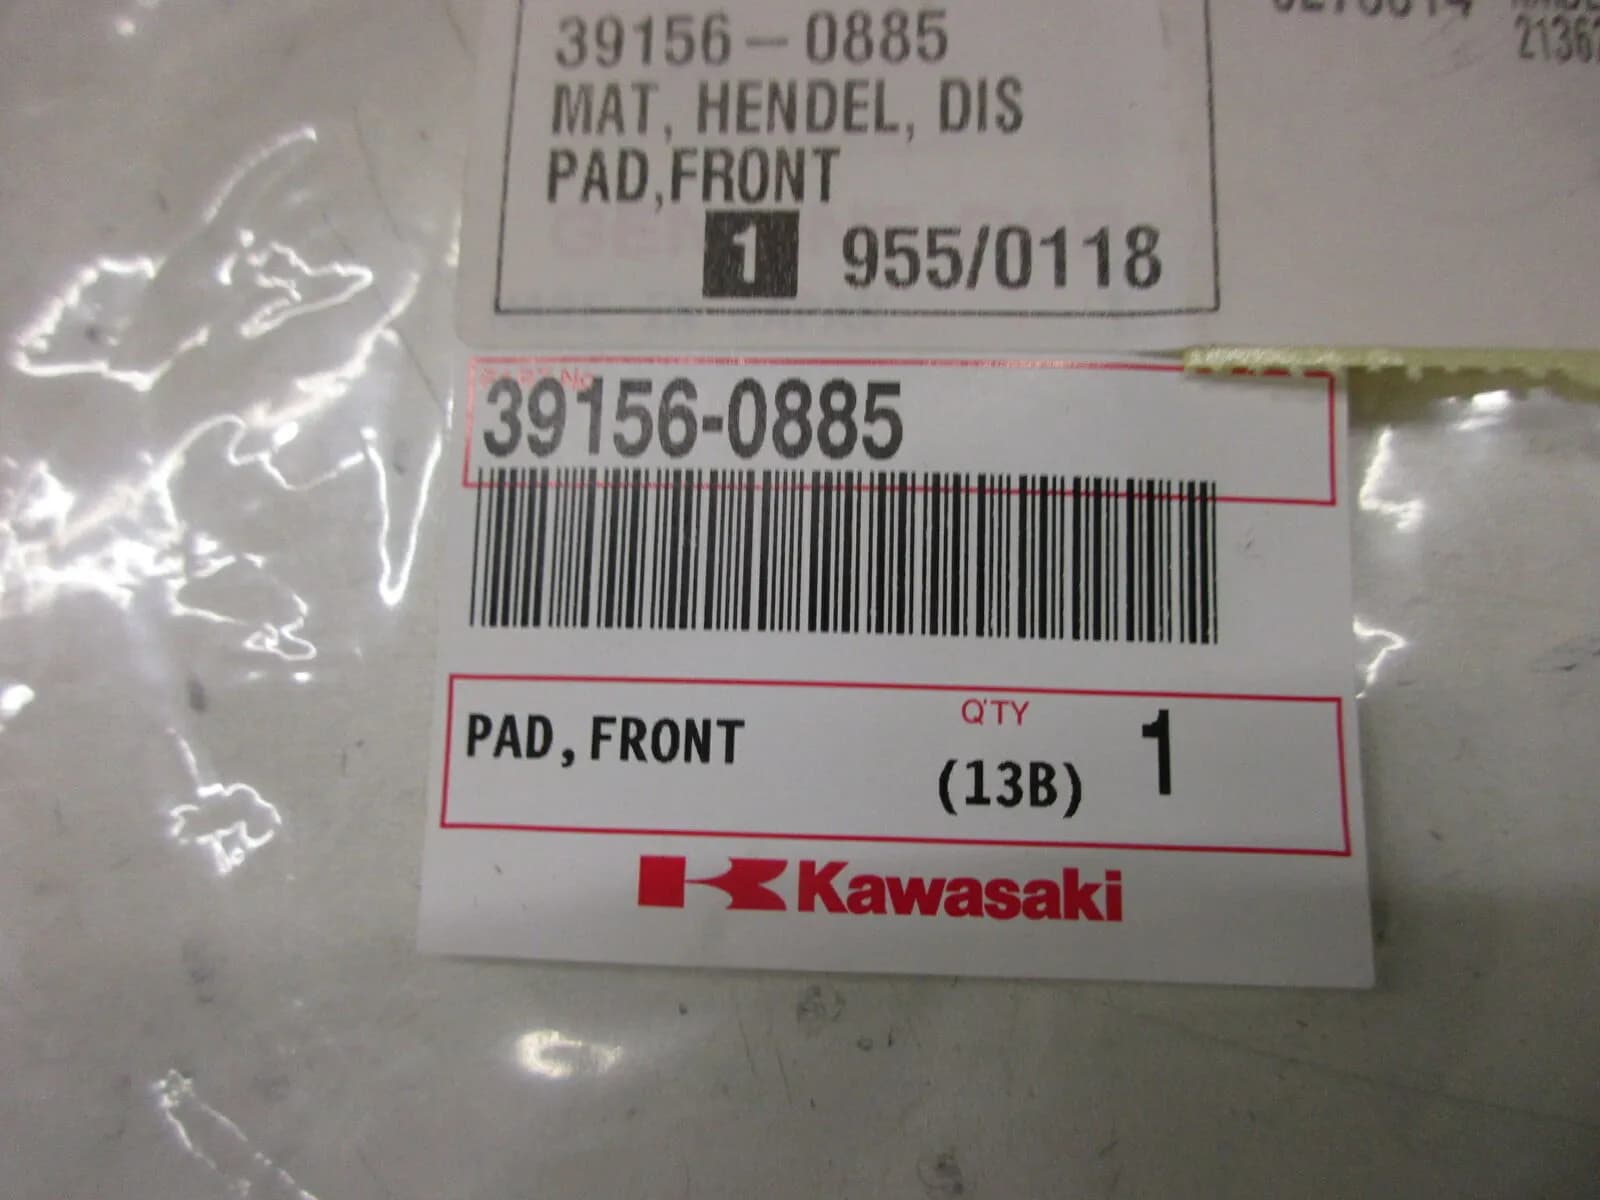 39156-0885
MAT, HENDEL, DIS
PAD,FRONT
1 955/0118
39156-0885
PAD,FRONT
Q'TY
(13B) 1
Kawasaki